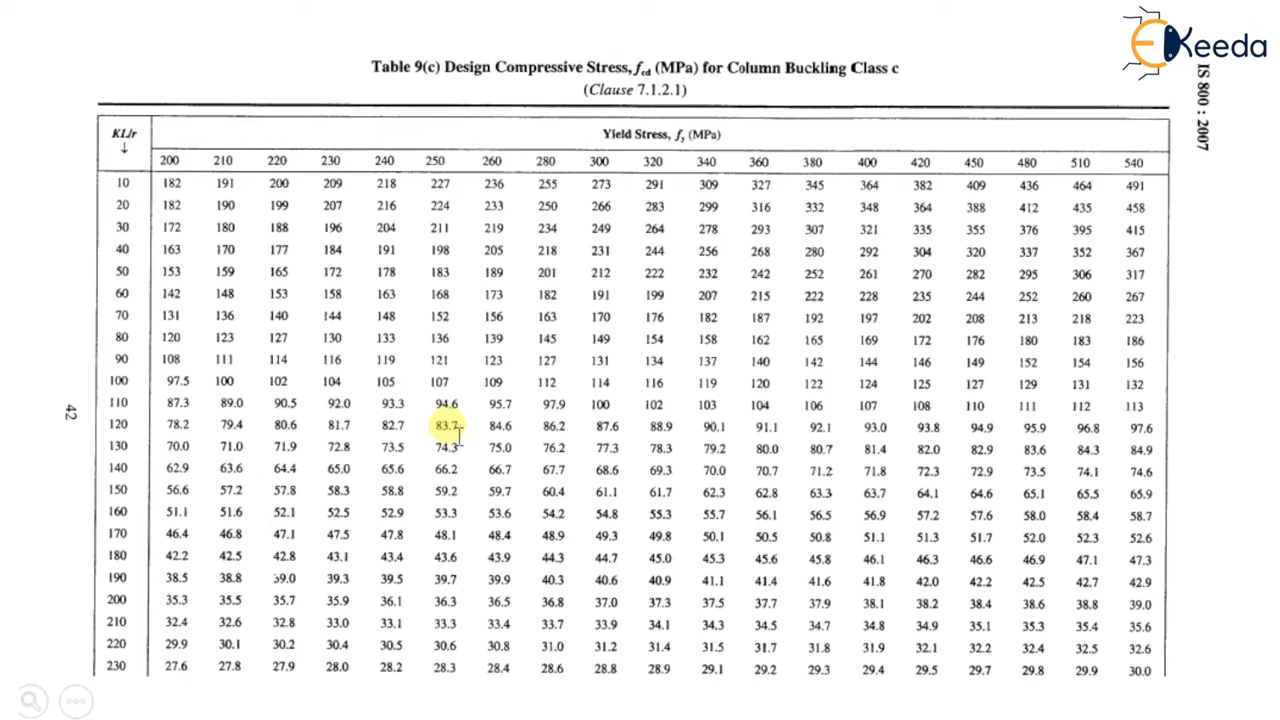 EKeeda
Table 9(c) Design Compressive Stress, fcd (MPa) for Column Buckling Class c
(Clause 7.1.2.1)
IS 800 : 2007
KL/r
↓
Yield Stress, fy (MPa)
200 210 220 230 240 250 260 280 300 320 340 360 380 400 420 450 480 510 540
10 182 191 200 209 218 227 236 255 273 291 309 327 345 364 382 409 436 464 491
20 182 190 199 207 216 224 233 250 266 283 299 316 332 348 364 388 412 435 458
30 172 180 188 196 204 211 219 234 249 264 278 293 307 321 335 355 376 395 415
40 163 170 177 184 191 198 205 218 231 244 256 268 280 292 304 320 337 352 367
50 153 159 165 172 178 183 189 201 212 222 232 242 252 261 270 282 295 306 317
60 142 148 153 158 163 168 173 182 191 199 207 215 222 228 235 244 252 260 267
70 131 136 140 144 148 152 156 163 170 176 182 187 192 197 202 208 213 218 223
80 120 123 127 130 133 136 139 145 149 154 158 162 165 169 172 176 180 183 186
90 108 111 114 116 119 121 123 127 131 134 137 140 142 144 146 149 152 154 156
100 97.5 100 102 104 105 107 109 112 114 116 119 120 122 124 125 127 129 131 132
110 87.3 89.0 90.5 92.0 93.3 94.6 95.7 97.9 100 102 103 104 106 107 108 110 111 112 113
120 78.2 79.4 80.6 81.7 82.7 83.7 84.6 86.2 87.6 88.9 90.1 91.1 92.1 93.0 93.8 94.9 95.9 96.8 97.6
130 70.0 71.0 71.9 72.8 73.5 74.3 75.0 76.2 77.3 78.3 79.2 80.0 80.7 81.4 82.0 82.9 83.6 84.3 84.9
140 62.9 63.6 64.4 65.0 65.6 66.2 66.7 67.7 68.6 69.3 70.0 70.7 71.2 71.8 72.3 72.9 73.5 74.1 74.6
150 56.6 57.2 57.8 58.3 58.8 59.2 59.7 60.4 61.1 61.7 62.3 62.8 63.3 63.7 64.1 64.6 65.1 65.5 65.9
160 51.1 51.6 52.1 52.5 52.9 53.3 53.6 54.2 54.8 55.3 55.7 56.1 56.5 56.9 57.2 57.6 58.0 58.4 58.7
170 46.4 46.8 47.1 47.5 47.8 48.1 48.4 48.9 49.3 49.8 50.1 50.5 50.8 51.1 51.3 51.7 52.0 52.3 52.6
180 42.2 42.5 42.8 43.1 43.4 43.6 43.9 44.3 44.7 45.0 45.3 45.6 45.8 46.1 46.3 46.6 46.9 47.1 47.3
190 38.5 38.8 39.0 39.3 39.5 39.7 39.9 40.3 40.6 40.9 41.1 41.4 41.6 41.8 42.0 42.2 42.5 42.7 42.9
200 35.3 35.5 35.7 35.9 36.1 36.3 36.5 36.8 37.0 37.3 37.5 37.7 37.9 38.1 38.2 38.4 38.6 38.8 39.0
210 32.4 32.6 32.8 33.0 33.1 33.3 33.4 33.7 33.9 34.1 34.3 34.5 34.7 34.8 34.9 35.1 35.3 35.4 35.6
220 29.9 30.1 30.2 30.4 30.5 30.6 30.8 31.0 31.2 31.4 31.5 31.7 31.8 31.9 32.1 32.2 32.4 32.5 32.6
230 27.6 27.8 27.9 28.0 28.2 28.3 28.4 28.6 28.8 28.9 29.1 29.2 29.3 29.4 29.5 29.7 29.8 29.9 30.0
42